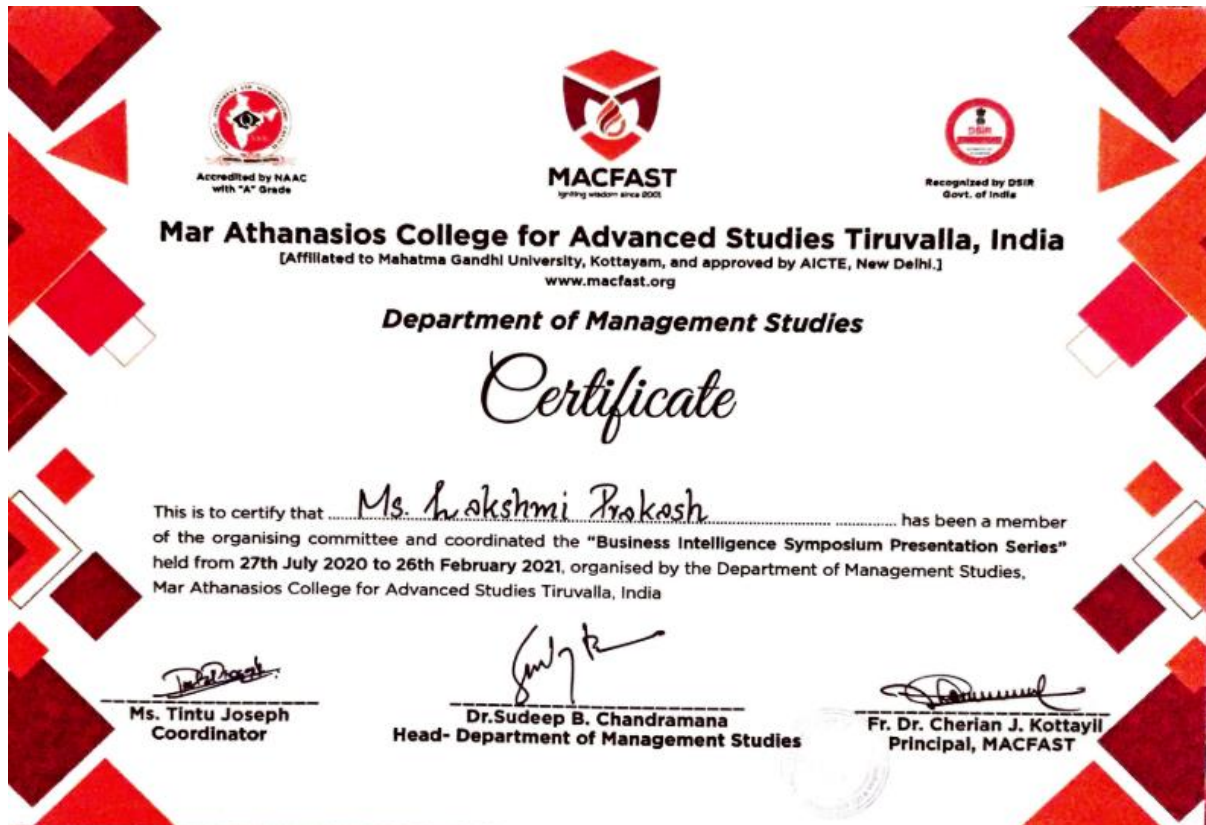 Accredited by NAAC
with "A" Grade
MACFAST
Igniting wisdom since 2001
DSIR
Recognized by DSIR
Govt. of India
Mar Athanasios College for Advanced Studies Tiruvalla, India
[Affiliated to Mahatma Gandhi University, Kottayam, and approved by AICTE, New Delhi.]
www.macfast.org
Department of Management Studies
Certificate
This is to certify that Ms. Lakshmi Prakash has been a member
of the organising committee and coordinated the "Business Intelligence Symposium Presentation Series"
held from 27th July 2020 to 26th February 2021, organised by the Department of Management Studies,
Mar Athanasios College for Advanced Studies Tiruvalla, India
Ms. Tintu Joseph
Coordinator
Dr.Sudeep B. Chandramana
Head- Department of Management Studies
Fr. Dr. Cherian J. Kottayil
Principal, MACFAST